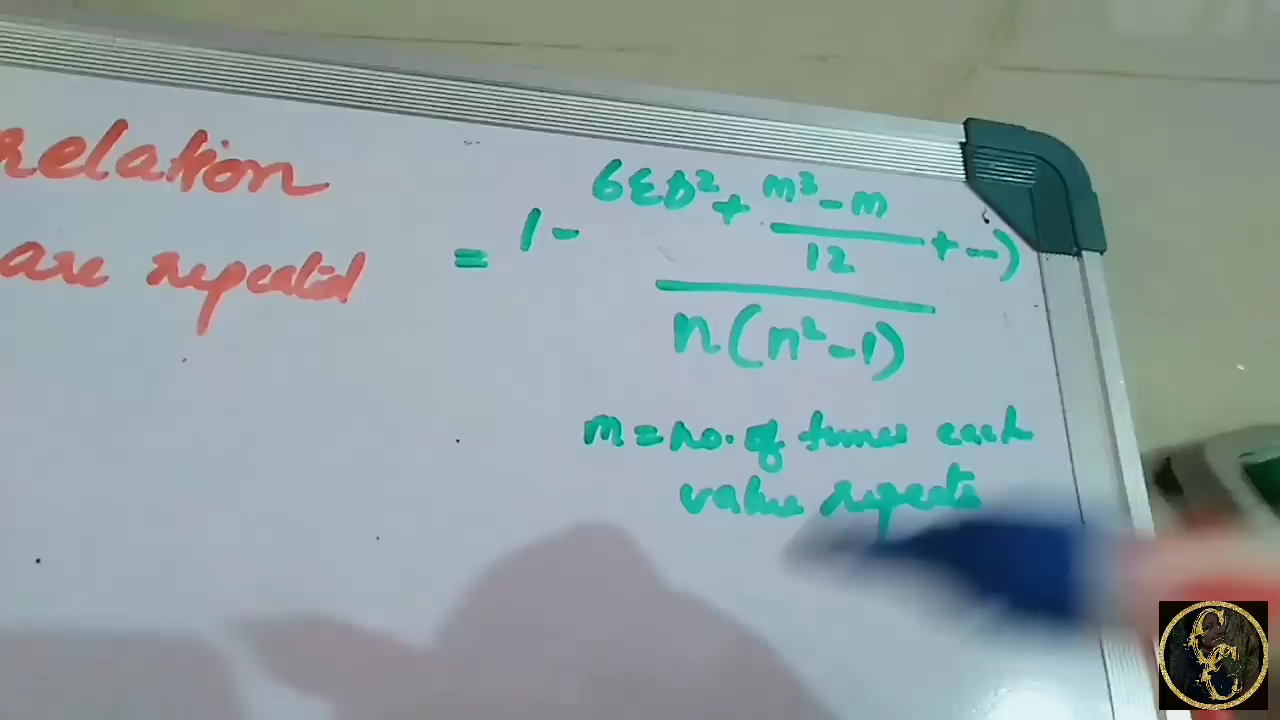 relation
are repeated
= 1 - 6ΣD² + m³ - m / 12 + --)
n(n² - 1)
m = no. of times each
value repeats